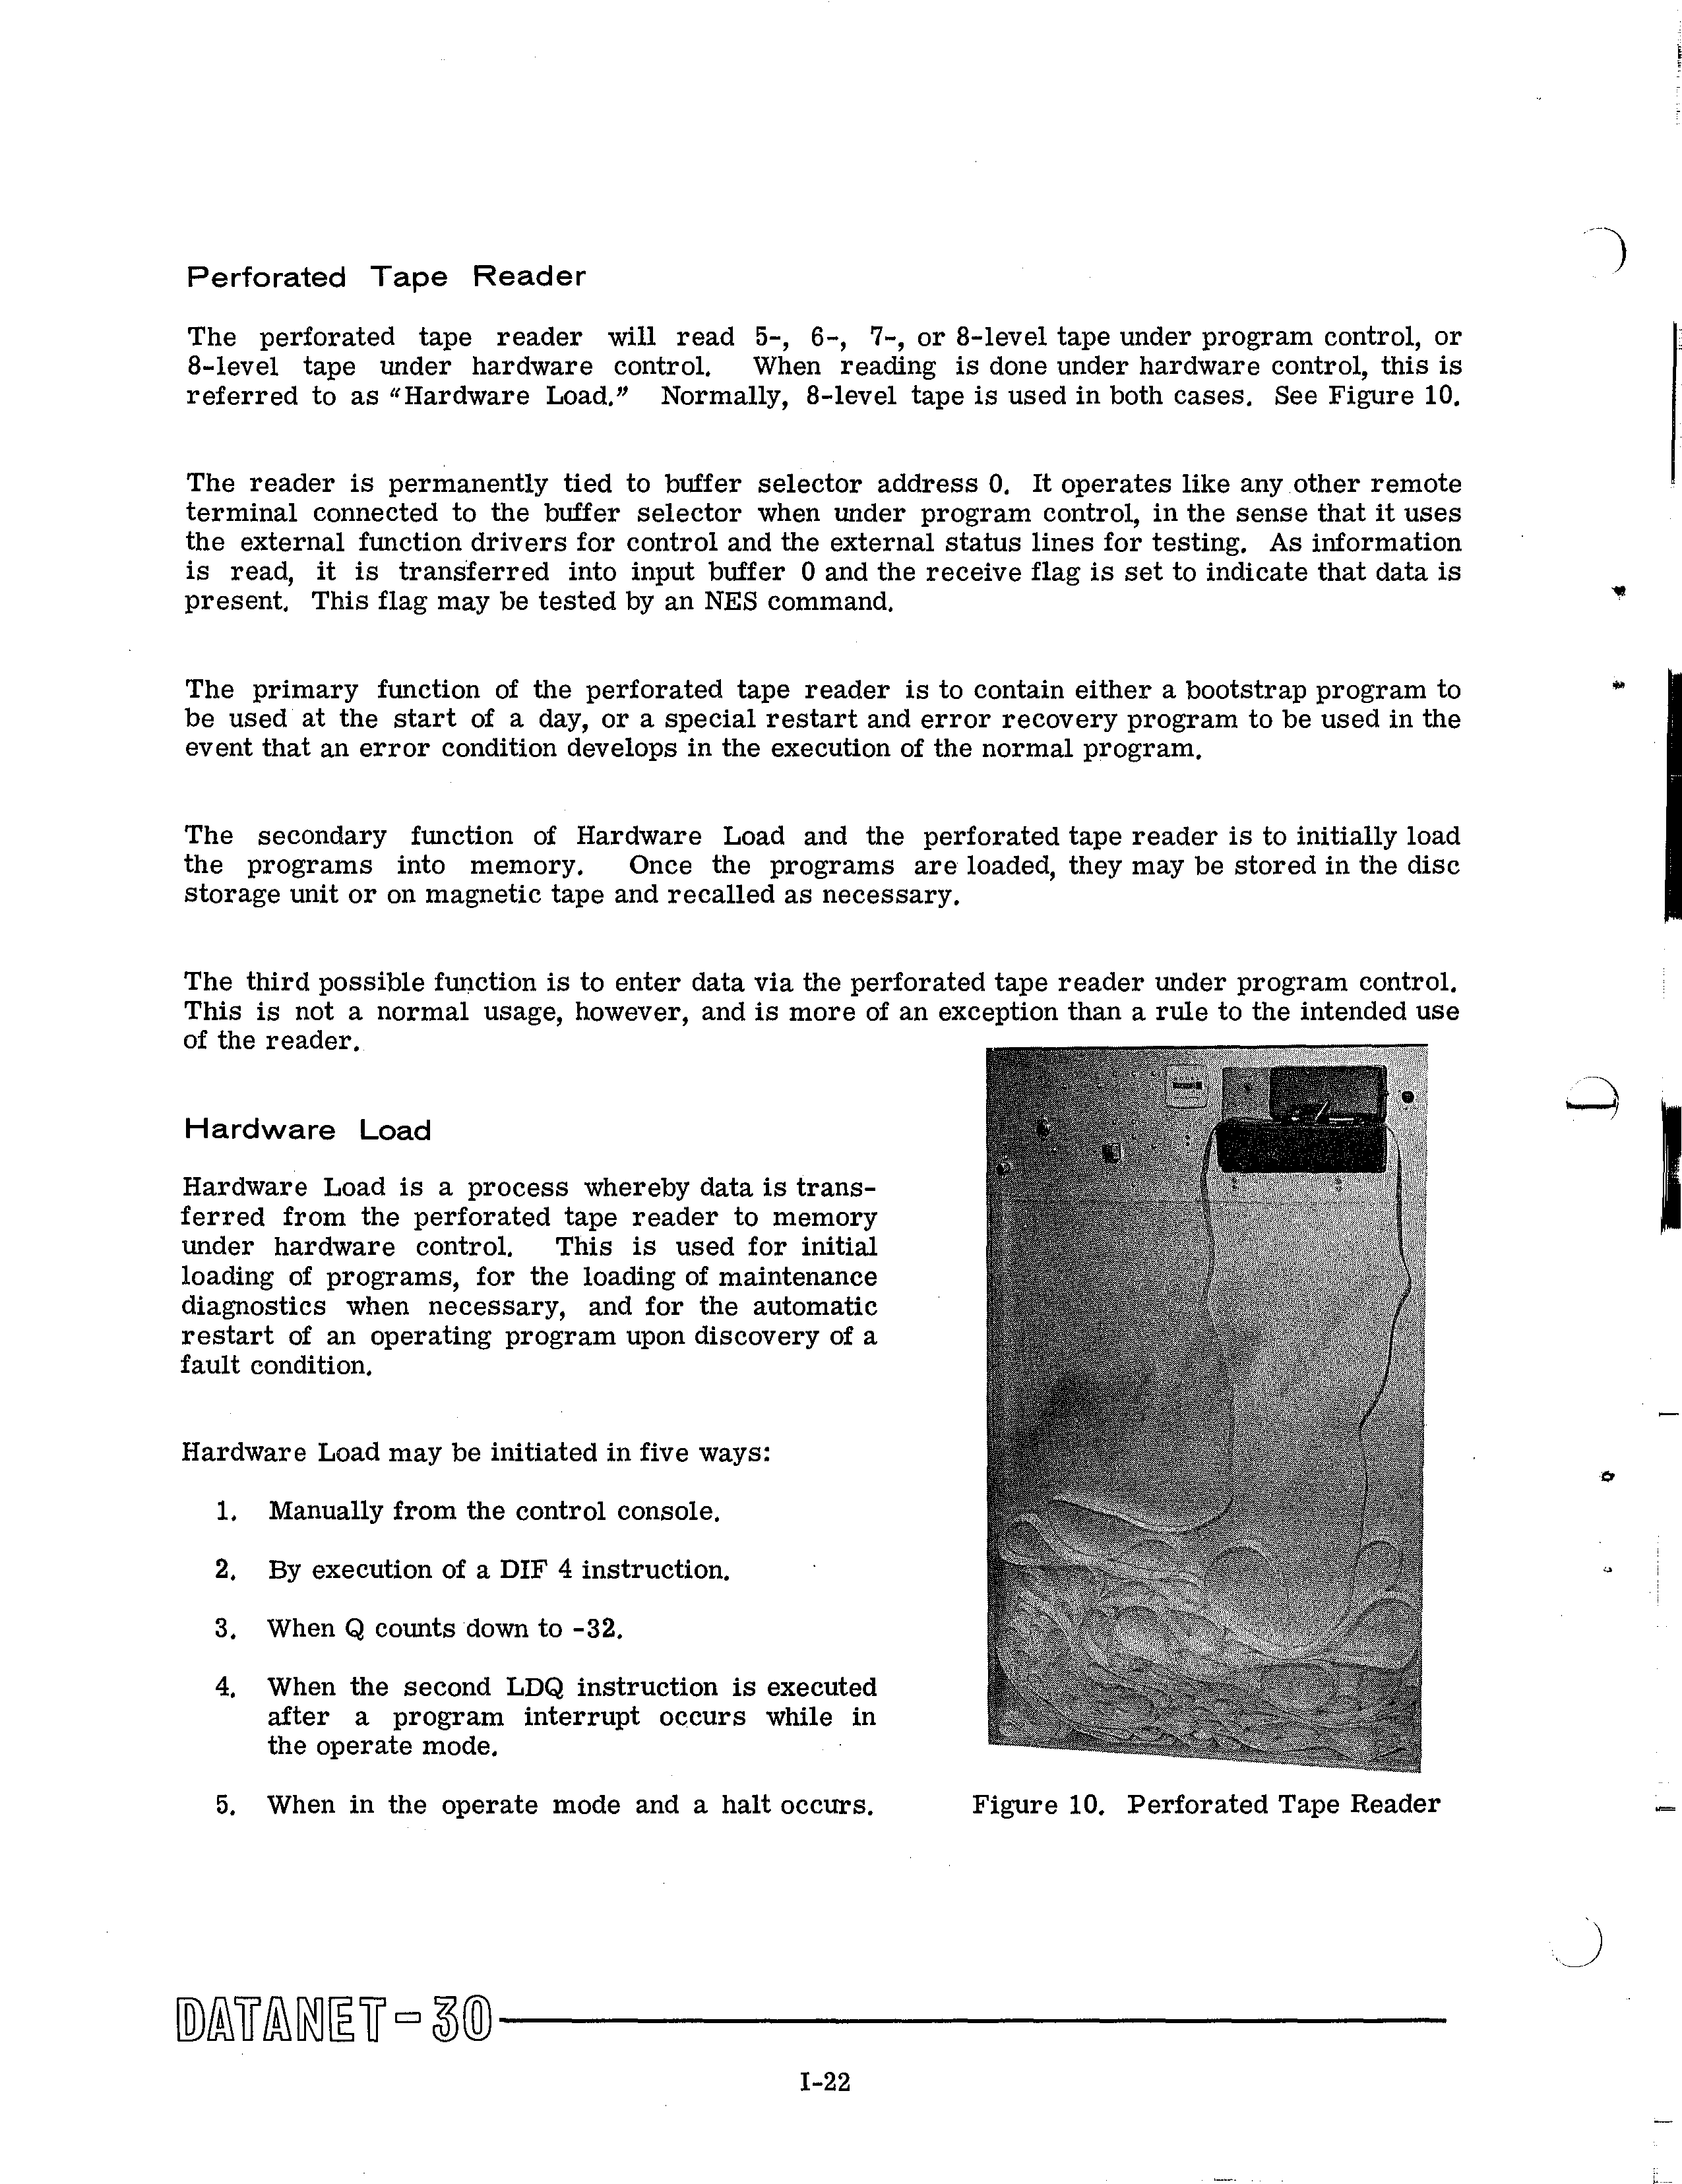 Perforated Tape Reader
The perforated tape reader will read 5-, 6-, 7-, or 8-level tape under program control, or
8-level tape under hardware control. When reading is done under hardware control, this is
referred to as “Hardware Load.” Normally, 8-level tape is used in both cases. See Figure 10.
The reader is permanently tied to buffer selector address 0. It operates like any other remote
terminal connected to the buffer selector when under program control, in the sense that it uses
the external function drivers for control and the external status lines for testing. As information
is read, it is transferred into input buffer 0 and the receive flag is set to indicate that data is
present. This flag may be tested by an NES command.
The primary function of the perforated tape reader is to contain either a bootstrap program to
be used at the start of a day, or a special restart and error recovery program to be used in the
event that an error condition develops in the execution of the normal program.
The secondary function of Hardware Load and the perforated tape reader is to initially load
the programs into memory. Once the programs are loaded, they may be stored in the disc
storage unit or on magnetic tape and recalled as necessary.
The third possible function is to enter data via the perforated tape reader under program control.
This is not a normal usage, however, and is more of an exception than a rule to the intended use
of the reader.
Hardware Load
Hardware Load is a process whereby data is trans-
ferred from the perforated tape reader to memory
under hardware control. This is used for initial
loading of programs, for the loading of maintenance
diagnostics when necessary, and for the automatic
restart of an operating program upon discovery of a
fault condition.
Hardware Load may be initiated in five ways:
1. Manually from the control console.
2. By execution of a DIF 4 instruction.
3. When Q counts down to -32.
4. When the second LDQ instruction is executed
after a program interrupt occurs while in
the operate mode.
5. When in the operate mode and a halt occurs.
Figure 10. Perforated Tape Reader
DATANET-30
I-22